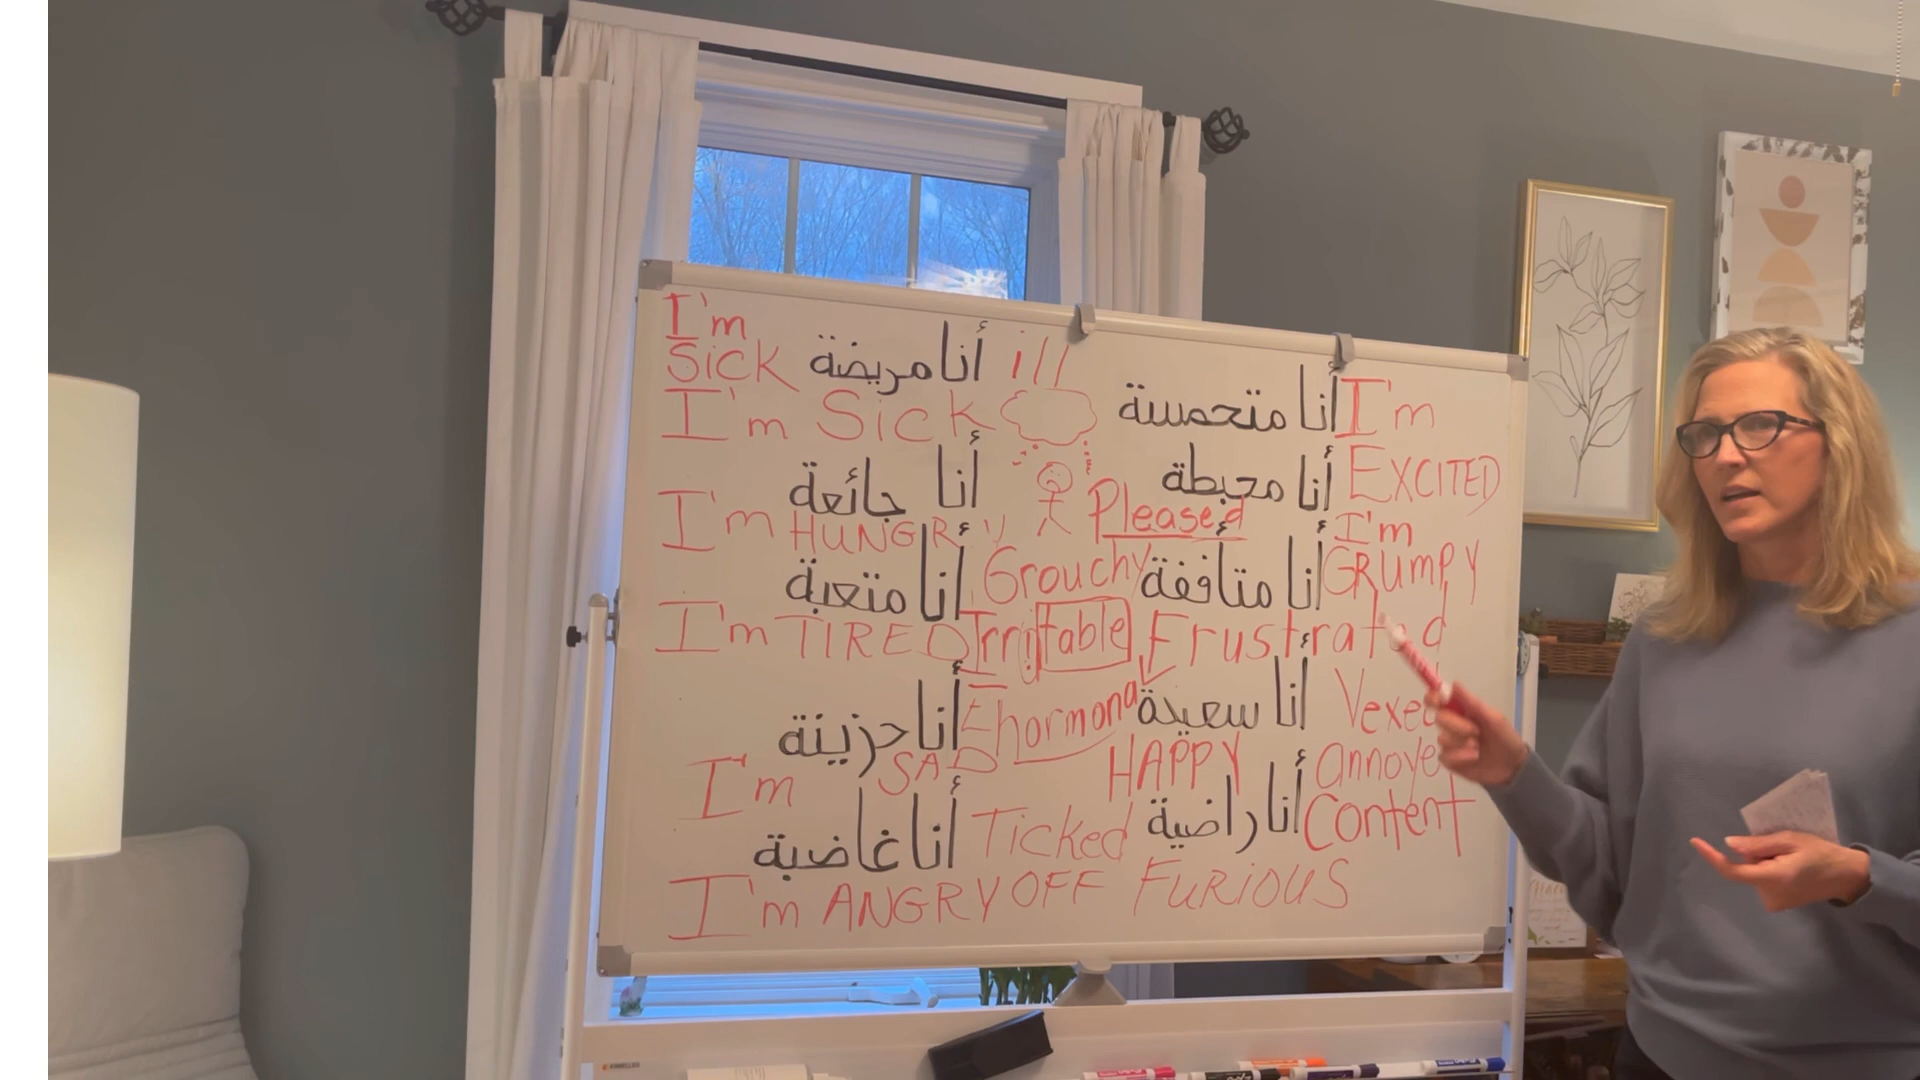 I'm
Sick أنا مريضة ill
I'm Sick
أنا متحمسة I'm
EXCITED
أنا جائعة
I'm HUNGRY
أنا محبطة
Pleased
I'm
GRUMPY
أنا متعبة Grouchy
أنا متأففة
I'm TIRED Irritable Frustrated
أنا حزينة hormona
أنا سعيدة Vexed
I'm SAD
HAPPY annoyed
أنا غاضبة Ticked
أنا راضية Content
I'm ANGRY OFF FURIOUS